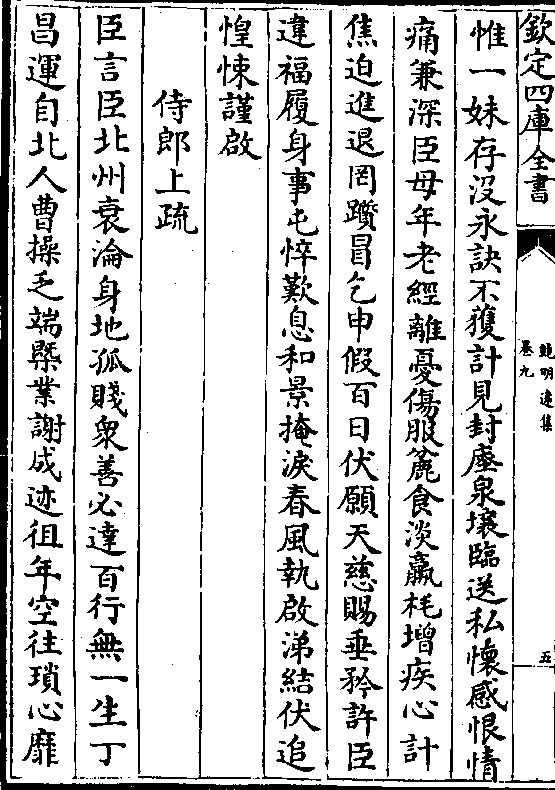 欽定四庫全書
鮑明逺集
卷九
五
惟一妹存没永訣不獲計見封塵泉壤臨送私懷感恨情
痛兼深臣母年老經離憂傷服麄食淡羸耗增疾心計
焦迫進退罔躓冒乞申假百日伏願天慈賜垂矜許臣
違福履身事屯悴歎息和景掩淚春風執啟涕結伏追
惶悚謹啟
侍郎上疏
臣言臣北州衰淪身地孤賤衆善必達百行無一生丁
昌運自北人曹操乏端槩業謝成迹徂年空往瑣心靡